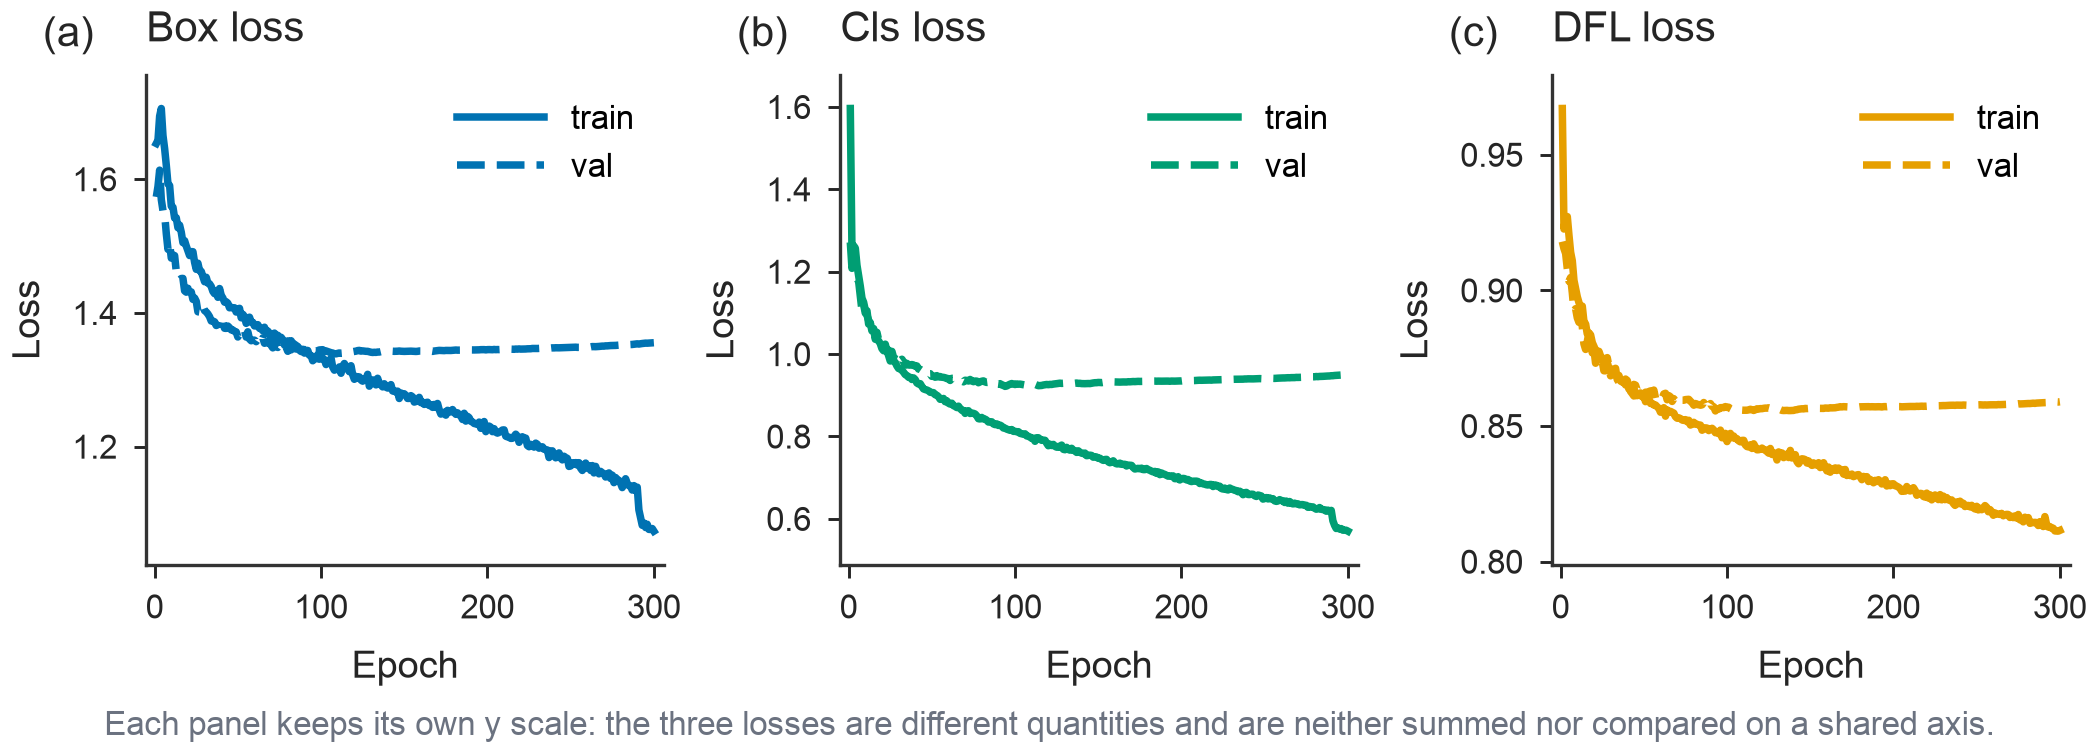 (a) Box loss
Loss
1.6
1.4
1.2
train
val
0 100 200 300
Epoch
(b) Cls loss
Loss
1.6
1.4
1.2
1.0
0.8
0.6
train
val
0 100 200 300
Epoch
(c) DFL loss
Loss
0.95
0.90
0.85
0.80
train
val
0 100 200 300
Epoch
Each panel keeps its own y scale: the three losses are different quantities and are neither summed nor compared on a shared axis.